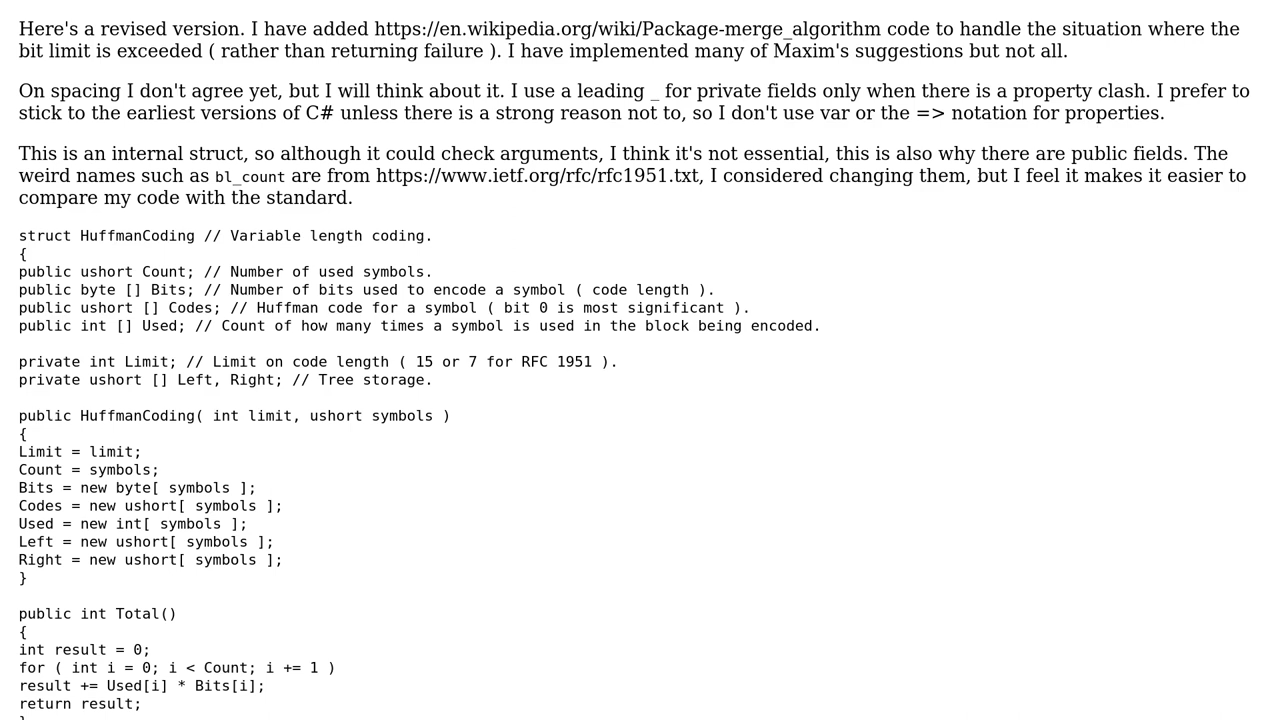 Here's a revised version. I have added https://en.wikipedia.org/wiki/Package-merge_algorithm code to handle the situation where the
bit limit is exceeded ( rather than returning failure ). I have implemented many of Maxim's suggestions but not all.
On spacing I don't agree yet, but I will think about it. I use a leading _ for private fields only when there is a property clash. I prefer to
stick to the earliest versions of C# unless there is a strong reason not to, so I don't use var or the => notation for properties.
This is an internal struct, so although it could check arguments, I think it's not essential, this is also why there are public fields. The
weird names such as bl_count are from https://www.ietf.org/rfc/rfc1951.txt, I considered changing them, but I feel it makes it easier to
compare my code with the standard.
struct HuffmanCoding // Variable length coding.
{
public ushort Count; // Number of used symbols.
public byte [] Bits; // Number of bits used to encode a symbol ( code length ).
public ushort [] Codes; // Huffman code for a symbol ( bit 0 is most significant ).
public int [] Used; // Count of how many times a symbol is used in the block being encoded.
private int Limit; // Limit on code length ( 15 or 7 for RFC 1951 ).
private ushort [] Left, Right; // Tree storage.
public HuffmanCoding( int limit, ushort symbols )
{
Limit = limit;
Count = symbols;
Bits = new byte[ symbols ];
Codes = new ushort[ symbols ];
Used = new int[ symbols ];
Left = new ushort[ symbols ];
Right = new ushort[ symbols ];
}
public int Total()
{
int result = 0;
for ( int i = 0; i < Count; i += 1 )
result += Used[i] * Bits[i];
return result;
}